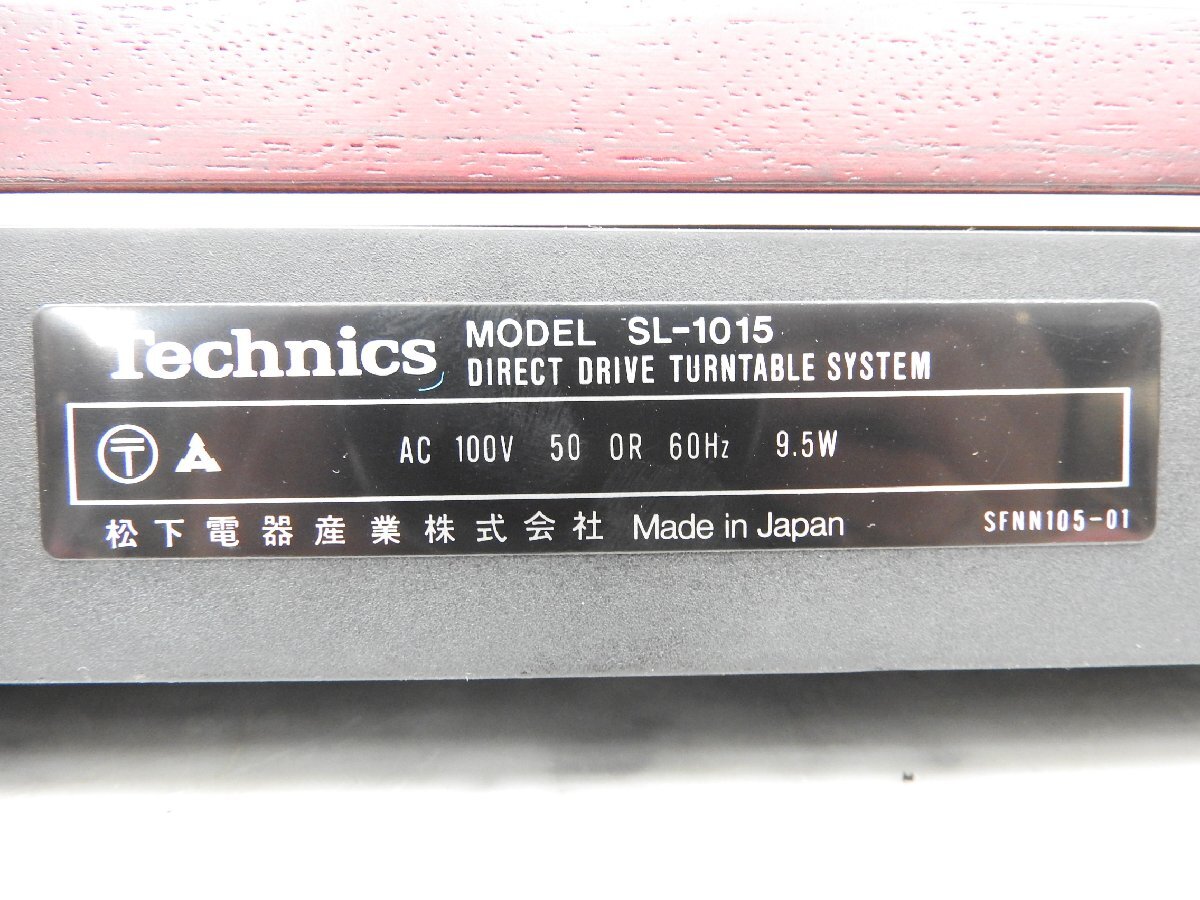 Technics MODEL SL-1015
DIRECT DRIVE TURNTABLE SYSTEM
〒 AC 100V 50 OR 60Hz 9.5W
松下電器産業株式会社 Made in Japan SFNN105-01